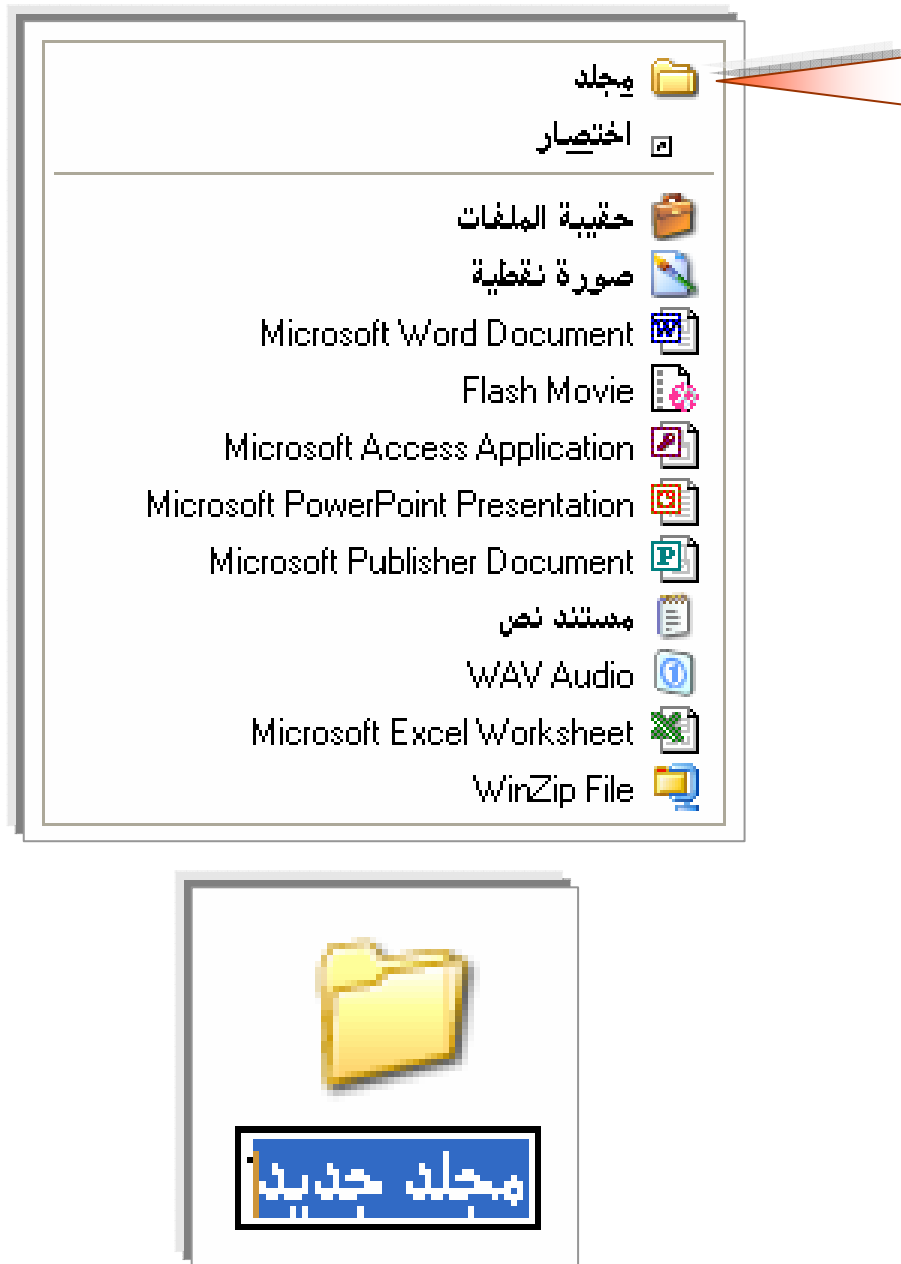 مجلد
اختصار
حقيبة الملفات
صورة نقطية
Microsoft Word Document
Flash Movie
Microsoft Access Application
Microsoft PowerPoint Presentation
Microsoft Publisher Document
مستند نص
WAV Audio
Microsoft Excel Worksheet
WinZip File
مجلد جديد